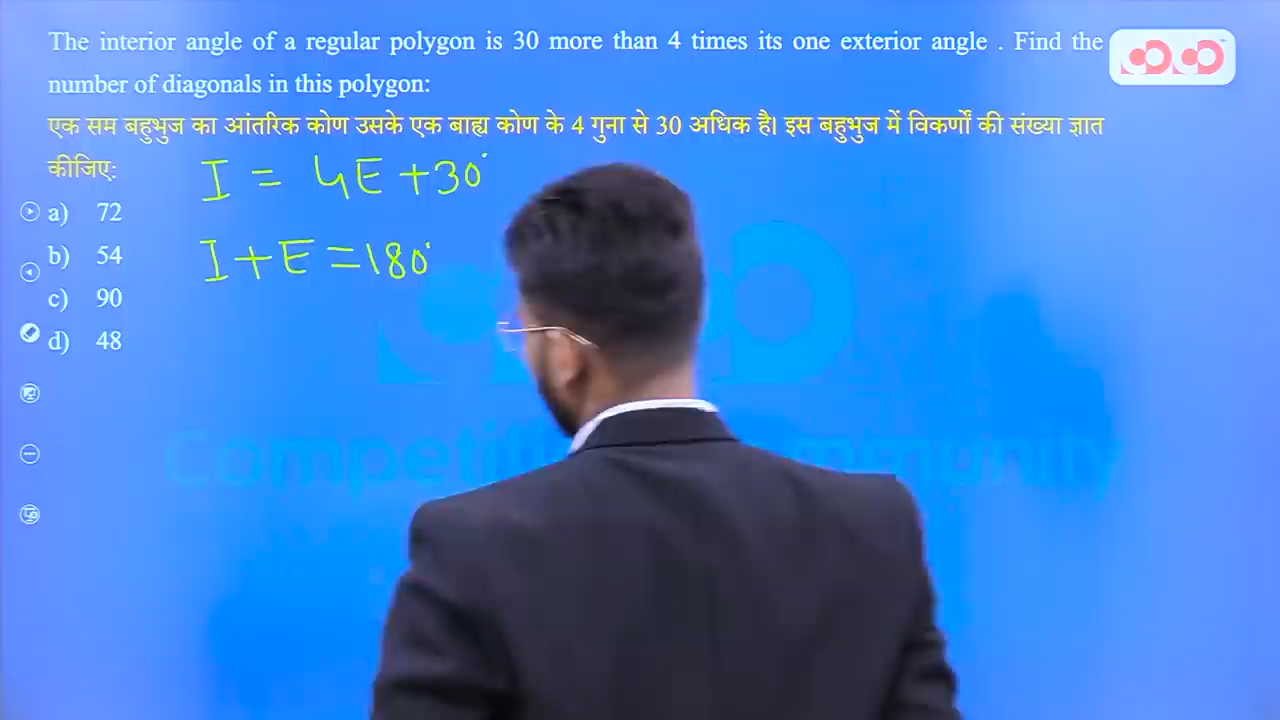 The interior angle of a regular polygon is 30 more than 4 times its one exterior angle . Find the
number of diagonals in this polygon:
एक सम बहुभुज का आंतरिक कोण उसके एक बाह्य कोण के 4 गुना से 30 अधिक है। इस बहुभुज में विकर्णों की संख्या ज्ञात
कीजिए:
I = 4E +30°
a) 72
I+E =180°
b) 54
c) 90
d) 48